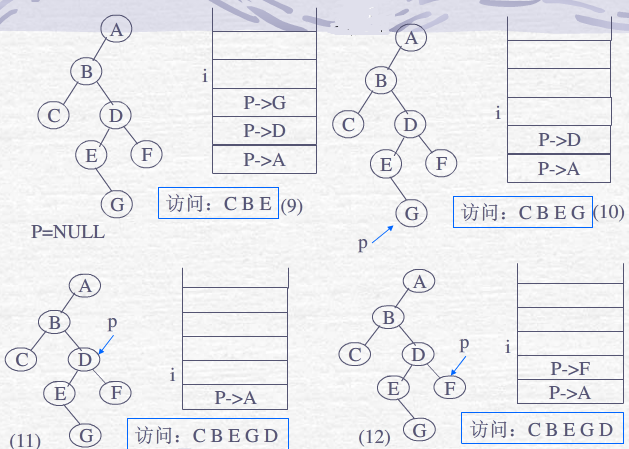 A
B
C
D
E
F
G
i
P->G
P->D
P->A
访问：C B E
(9)
P=NULL
A
B
C
D
E
F
G
p
i
P->D
P->A
访问：C B E G
(10)
A
B
p
C
D
E
F
G
i
P->A
(11)
访问：C B E G D
A
B
p
C
D
E
F
G
i
P->F
P->A
(12)
访问：C B E G D